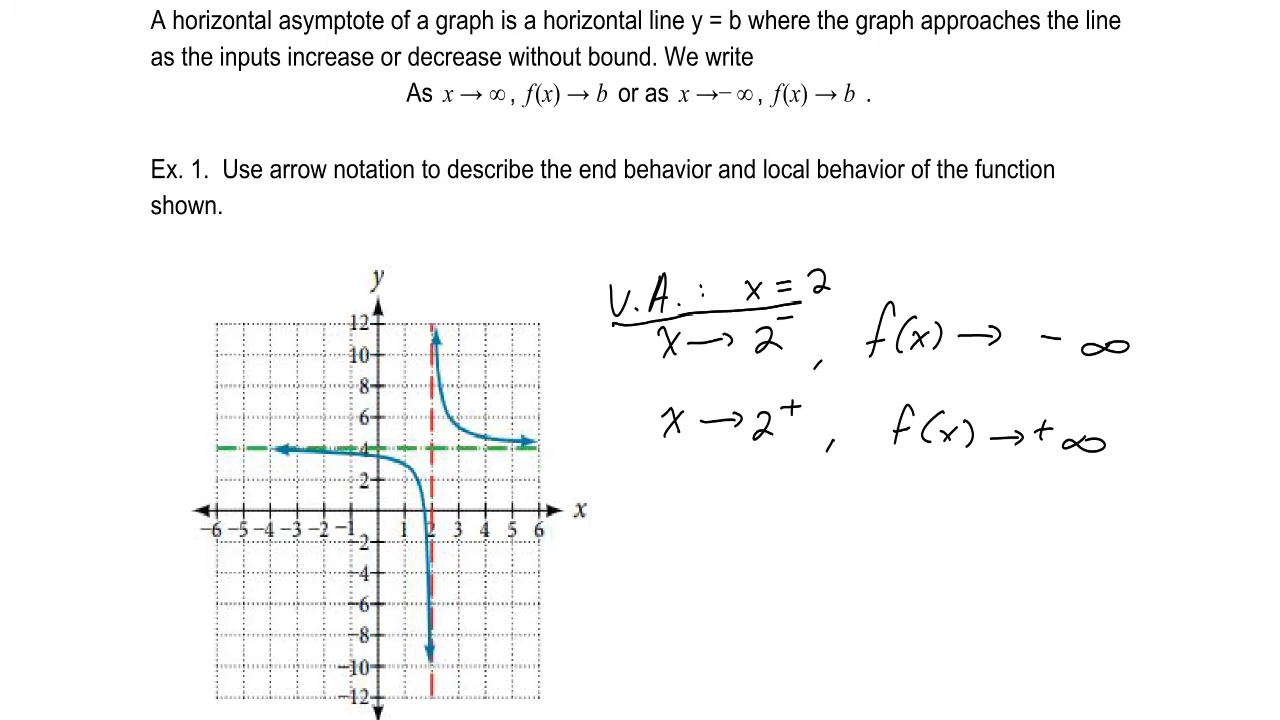 A horizontal asymptote of a graph is a horizontal line y = b where the graph approaches the line
as the inputs increase or decrease without bound. We write
As x → ∞, f(x) → b or as x →− ∞, f(x) → b .
Ex. 1. Use arrow notation to describe the end behavior and local behavior of the function
shown.
V.A.: x = 2
x → 2⁻, f(x) → - ∞
x → 2⁺, f(x) → + ∞
y
12
10
8
6
4
2
x
−6 −5 −4 −3 −2 −1 1 2 3 4 5 6
−2
−4
−6
−8
−10
−12